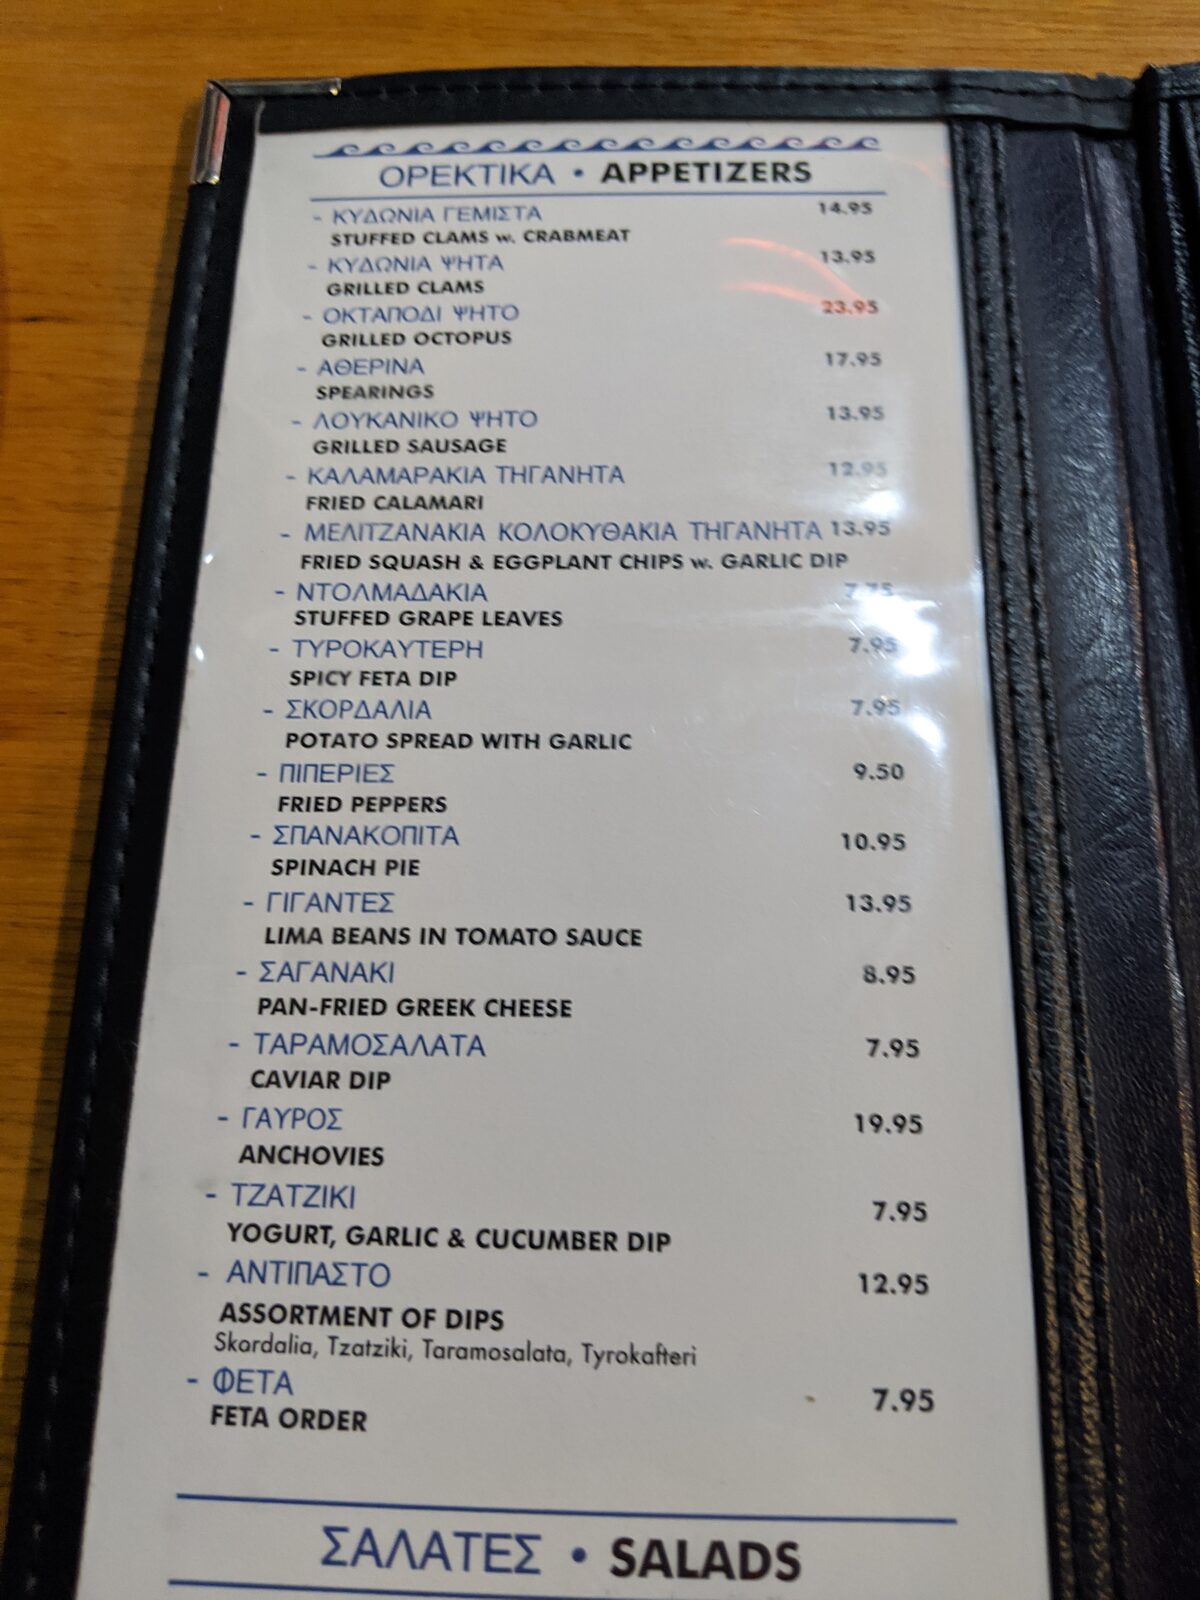 ΟΡΕΚΤΙΚΑ • APPETIZERS
- ΚΥΔΩΝΙΑ ΓΕΜΙΣΤΑ 14.95
STUFFED CLAMS w. CRABMEAT
- ΚΥΔΩΝΙΑ ΨΗΤΑ 13.95
GRILLED CLAMS
- ΟΚΤΑΠΟΔΙ ΨΗΤΟ 23.95
GRILLED OCTOPUS
- ΑΘΕΡΙΝΑ 17.95
SPEARINGS
- ΛΟΥΚΑΝΙΚΟ ΨΗΤΟ 13.95
GRILLED SAUSAGE
- ΚΑΛΑΜΑΡΑΚΙΑ ΤΗΓΑΝΗΤΑ 12.95
FRIED CALAMARI
- ΜΕΛΙΤΖΑΝΑΚΙΑ ΚΟΛΟΚΥΘΑΚΙΑ ΤΗΓΑΝΗΤΑ 13.95
FRIED SQUASH & EGGPLANT CHIPS w. GARLIC DIP
- ΝΤΟΛΜΑΔΑΚΙΑ
STUFFED GRAPE LEAVES
- ΤΥΡΟΚΑΥΤΕΡΗ 7.95
SPICY FETA DIP
- ΣΚΟΡΔΑΛΙΑ 7.95
POTATO SPREAD WITH GARLIC
- ΠΙΠΕΡΙΕΣ 9.50
FRIED PEPPERS
- ΣΠΑΝΑΚΟΠΙΤΑ 10.95
SPINACH PIE
- ΓΙΓΑΝΤΕΣ 13.95
LIMA BEANS IN TOMATO SAUCE
- ΣΑΓΑΝΑΚΙ 8.95
PAN-FRIED GREEK CHEESE
- ΤΑΡΑΜΟΣΑΛΑΤΑ 7.95
CAVIAR DIP
- ΓΑΥΡΟΣ 19.95
ANCHOVIES
- ΤΖΑΤΖΙΚΙ 7.95
YOGURT, GARLIC & CUCUMBER DIP
- ΑΝΤΙΠΑΣΤΟ 12.95
ASSORTMENT OF DIPS
Skordalia, Tzatziki, Taramosalata, Tyrokafteri
- ΦΕΤΑ 7.95
FETA ORDER
ΣΑΛΑΤΕΣ • SALADS